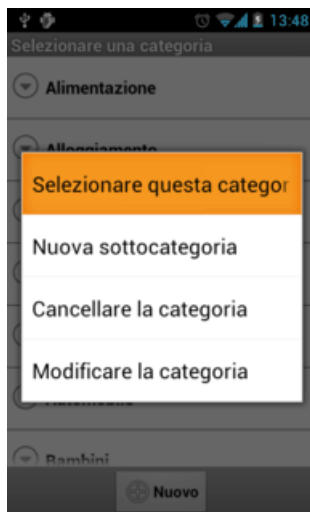 13:48
Selezionare una categoria
Alimentazione
Alloggiamento
Selezionare questa categor
Nuova sottocategoria
Cancellare la categoria
Modificare la categoria
Bambini
Nuovo